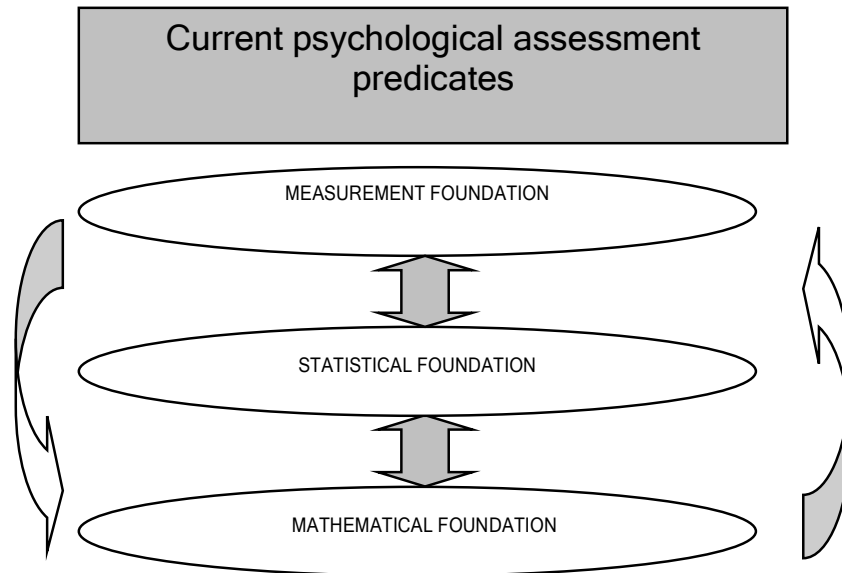 Current psychological assessment
predicates
MEASUREMENT FOUNDATION
STATISTICAL FOUNDATION
MATHEMATICAL FOUNDATION